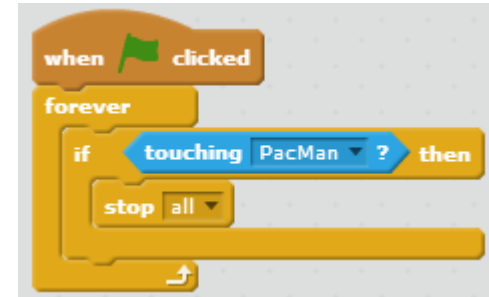 when clicked
forever
if touching PacMan ? then
stop all